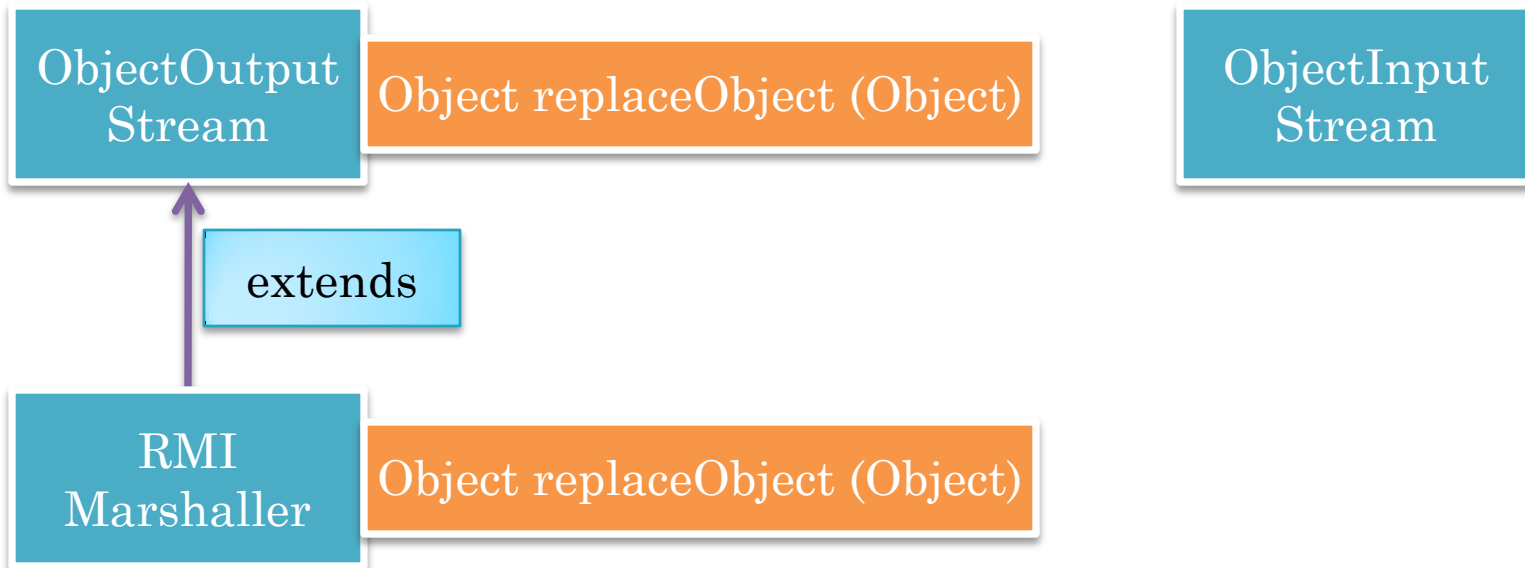 ObjectOutput
Stream
Object replaceObject (Object)
ObjectInput
Stream
extends
RMI
Marshaller
Object replaceObject (Object)